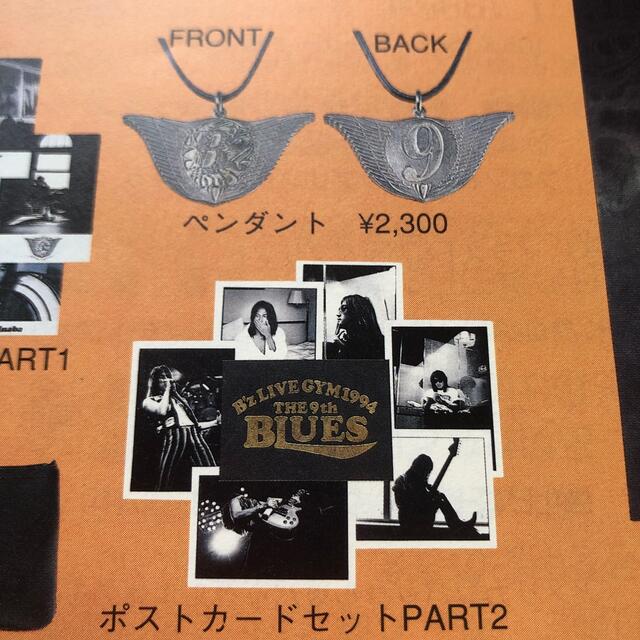 FRONT
BACK
B'z
9
ペンダント ¥2,300
ART1
B'z LIVE GYM 1994
THE 9th
BLUES
ポストカードセットPART2